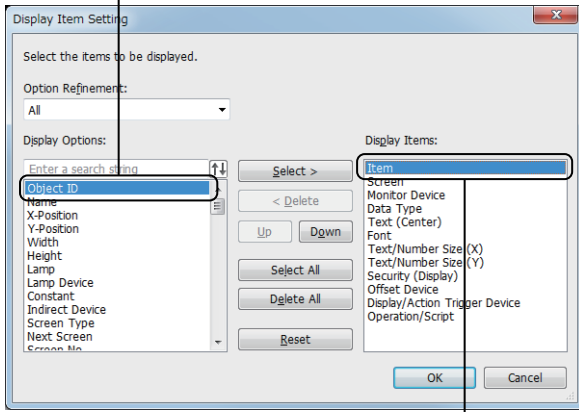 Display Item Setting
Select the items to be displayed.
Option Refinement:
All
Display Options:
Enter a search string
Object ID
Name
X-Position
Y-Position
Width
Height
Lamp
Lamp Device
Constant
Indirect Device
Screen Type
Next Screen
Screen No.
Select >
< Delete
Up
Down
Select All
Delete All
Reset
Display Items:
Item
Screen
Monitor Device
Data Type
Text (Center)
Font
Text/Number Size (X)
Text/Number Size (Y)
Security (Display)
Offset Device
Display/Action Trigger Device
Operation/Script
OK
Cancel